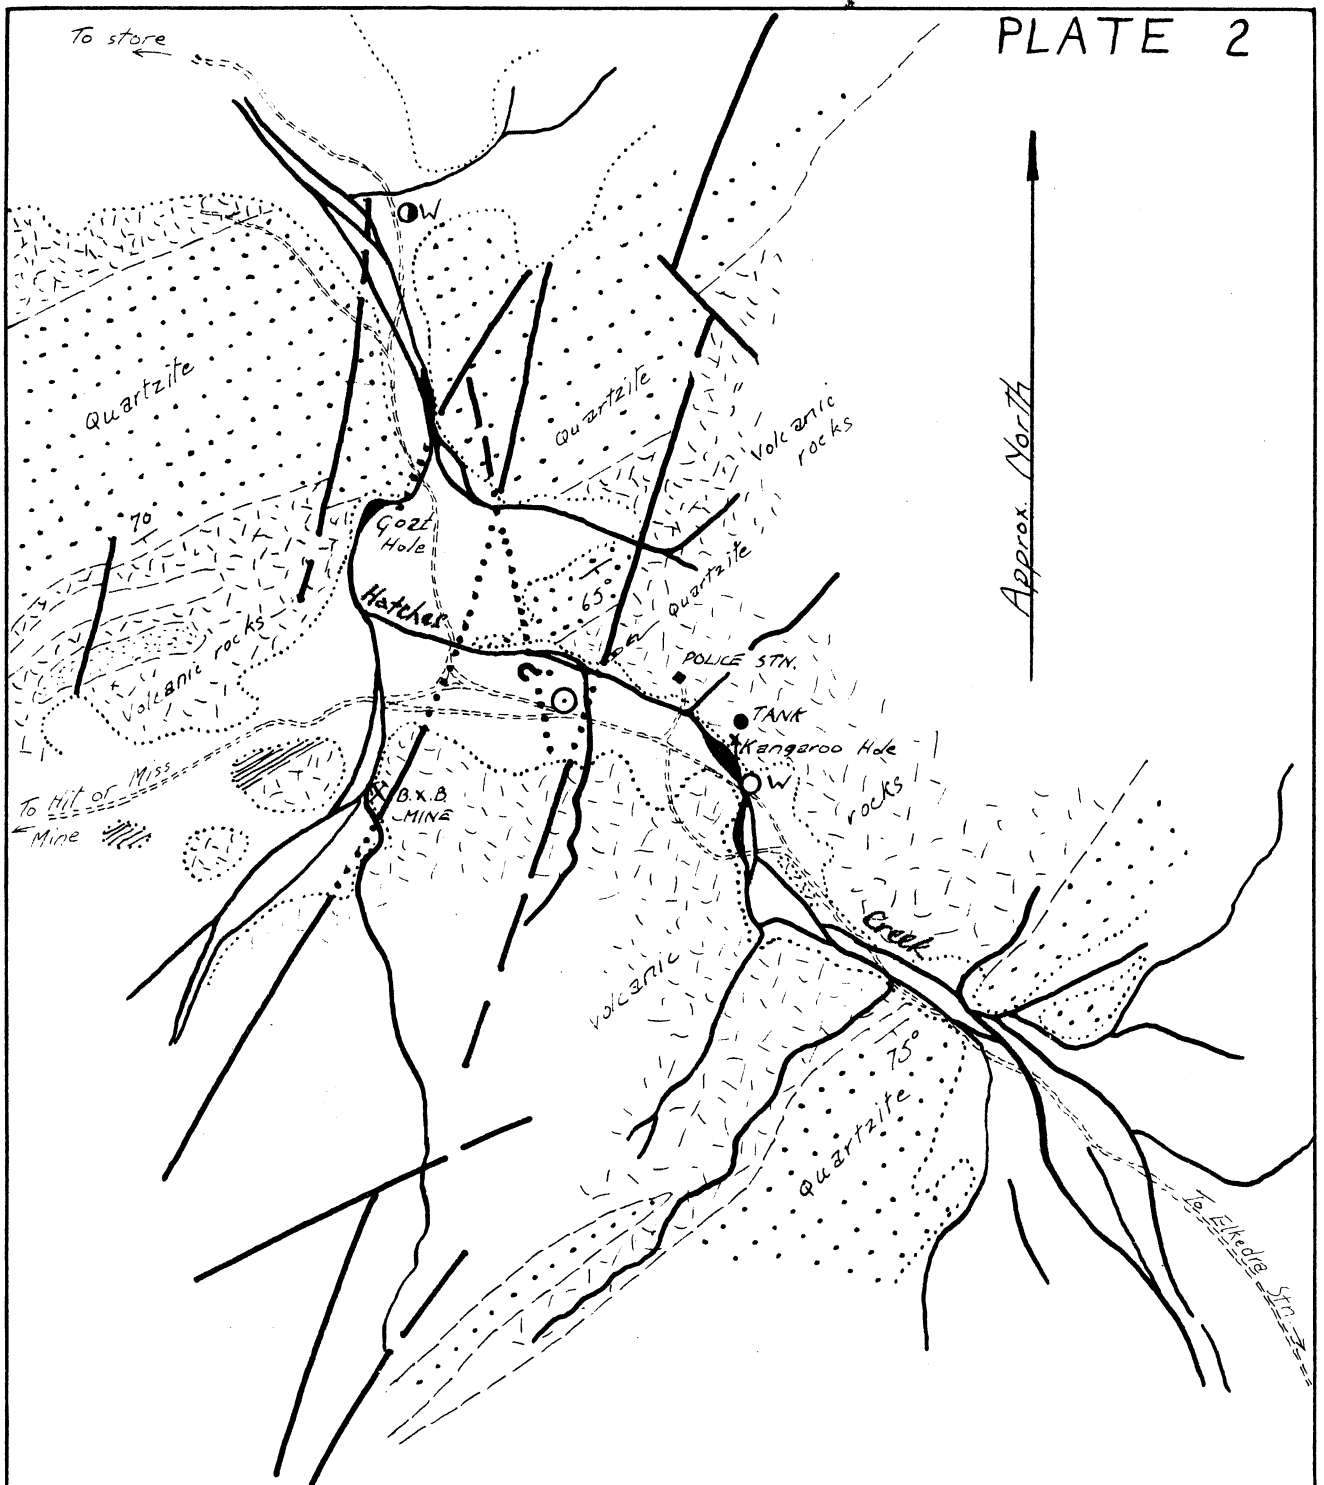 PLATE 2
To store
W
Quartzite
Quartzite
Volcanic
rocks
Approx. North
70
Goat
Hole
65°
Quartzite
Hatcher
Volcanic rocks
POLICE STN.
?
TANK
Kangaroo Hole
W
rocks
To Hit or Miss
Mine
B.X.B.
MINE
Creek
Volcanic
75°
Quartzite
To Elkedra Stn.